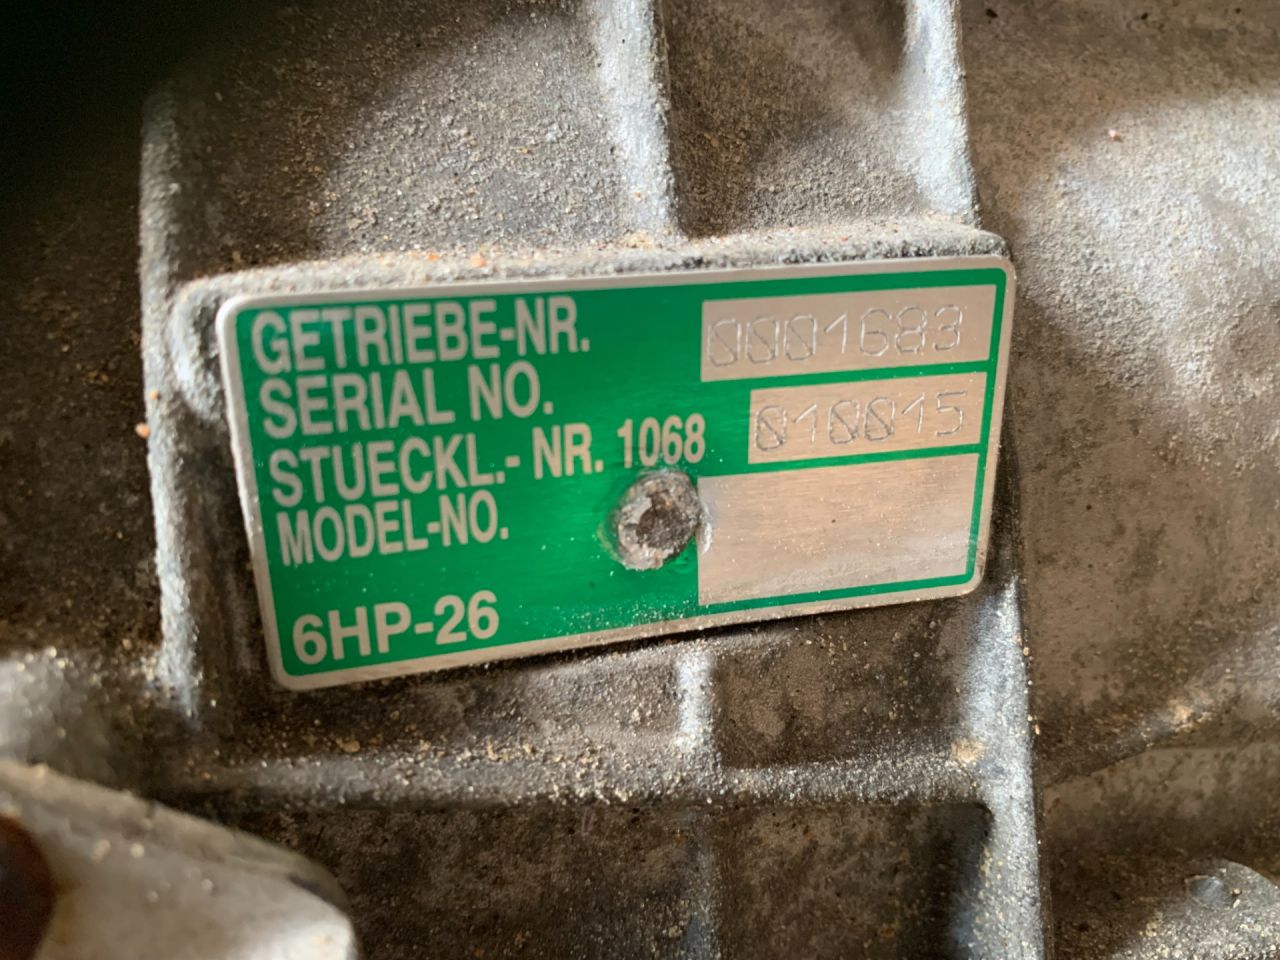 GETRIEBE-NR. 0001683
SERIAL NO.
STUECKL.- NR. 1068 010015
MODEL-NO.
6HP-26